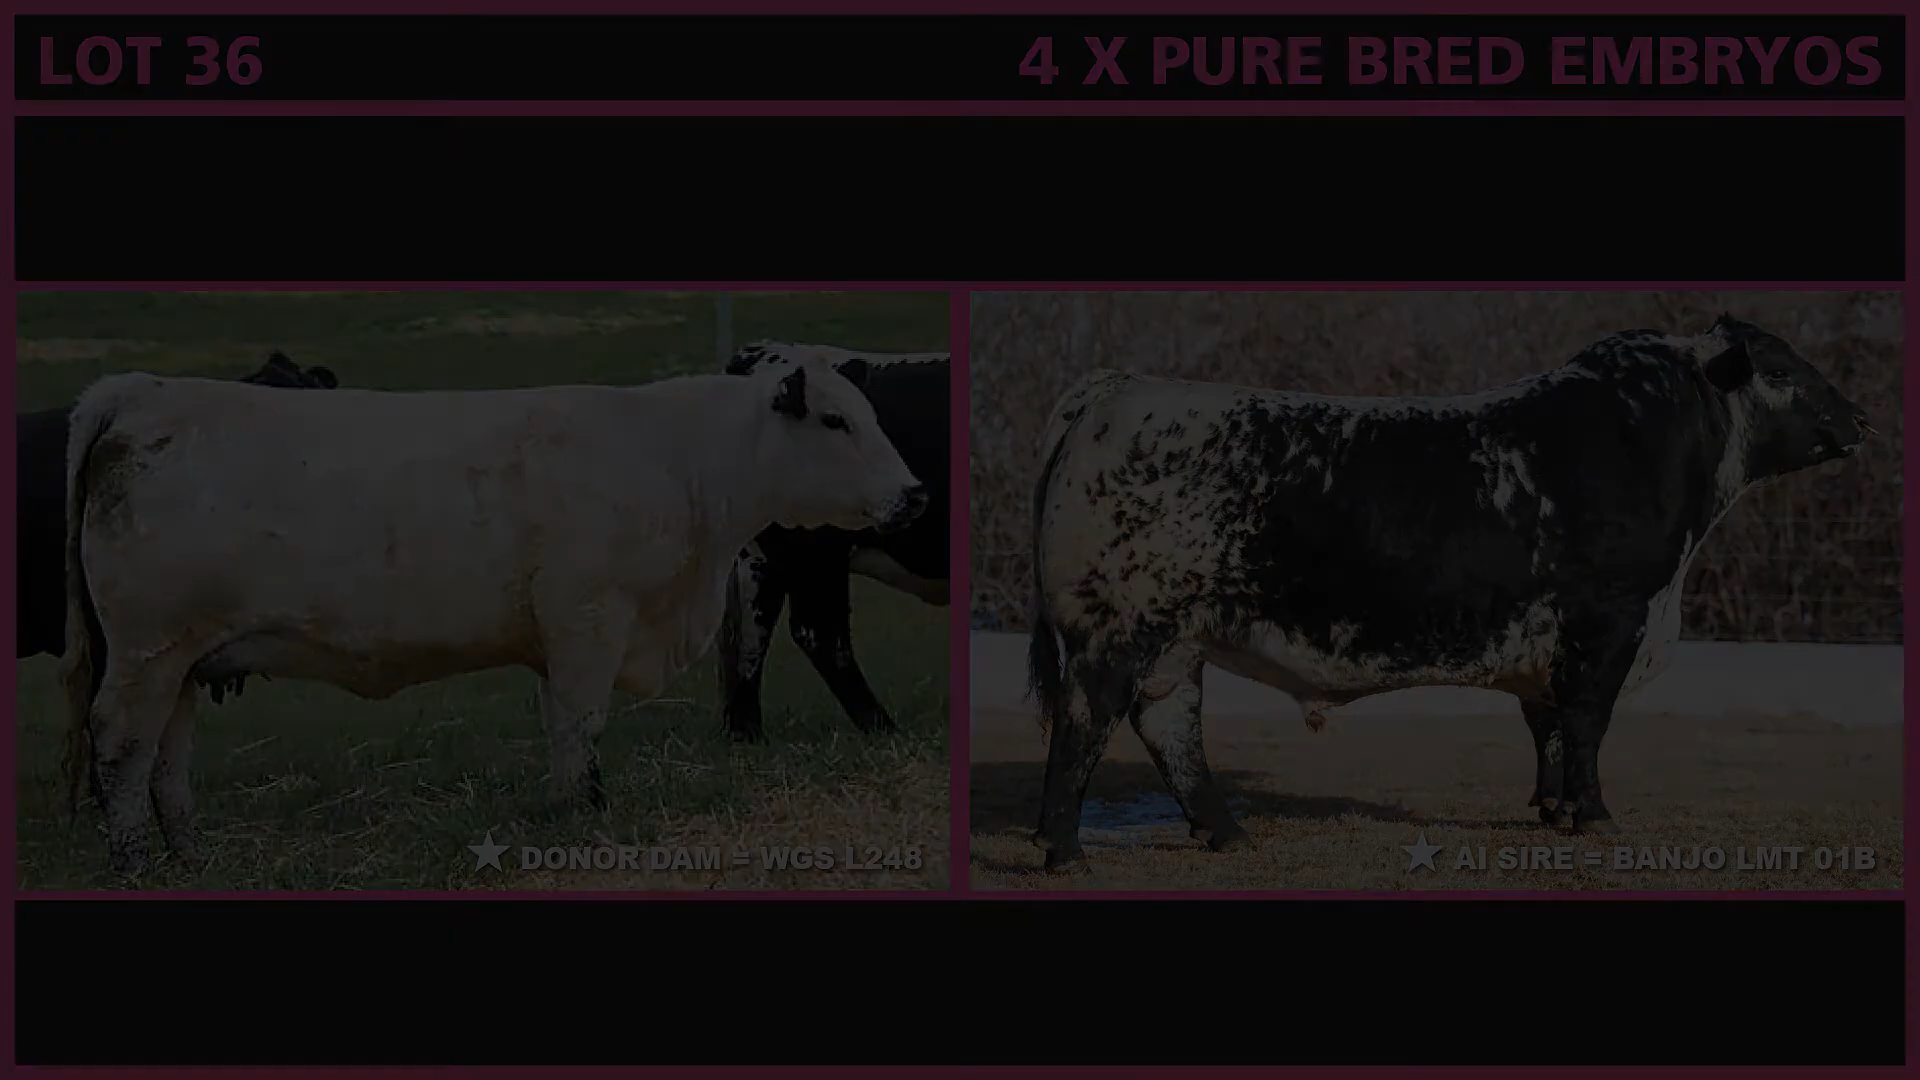 LOT 36
4 X PURE BRED EMBRYOS
DONOR DAM = WGS L248
AI SIRE = BANJO LMT 01B